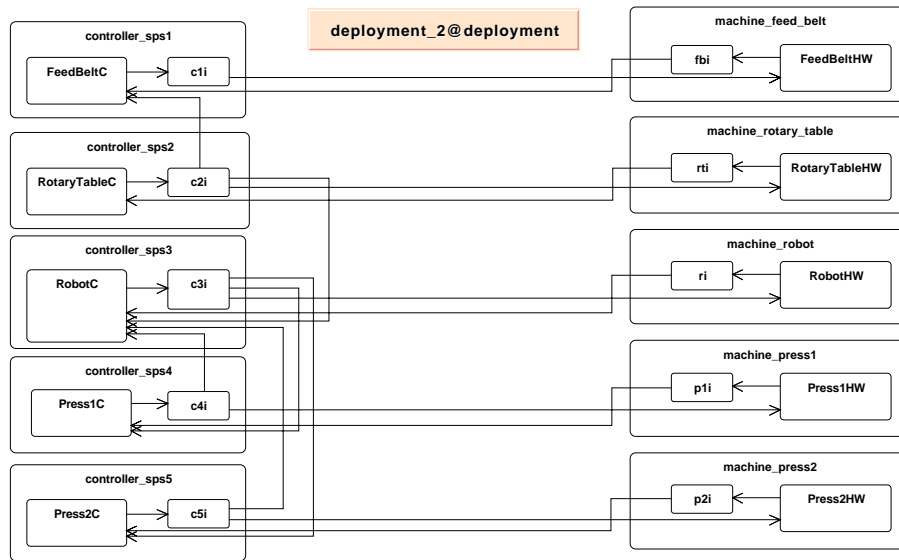 deployment_2@deployment
controller_sps1
FeedBeltC
c1i
machine_feed_belt
fbi
FeedBeltHW
controller_sps2
RotaryTableC
c2i
machine_rotary_table
rti
RotaryTableHW
controller_sps3
RobotC
c3i
machine_robot
ri
RobotHW
controller_sps4
Press1C
c4i
machine_press1
p1i
Press1HW
controller_sps5
Press2C
c5i
machine_press2
p2i
Press2HW